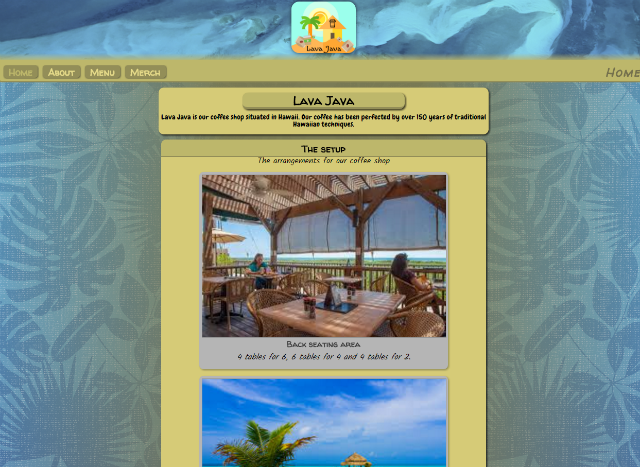 Lava Java
Home About Menu Merch
Home
Lava Java
Lava Java is our coffee shop situated in Hawaii. Our coffee has been perfected by over 150 years of traditional
Hawaiian techniques.
The setup
The arrangements for our coffee shop
Back seating area
4 tables for 6, 6 tables for 4 and 4 tables for 2.